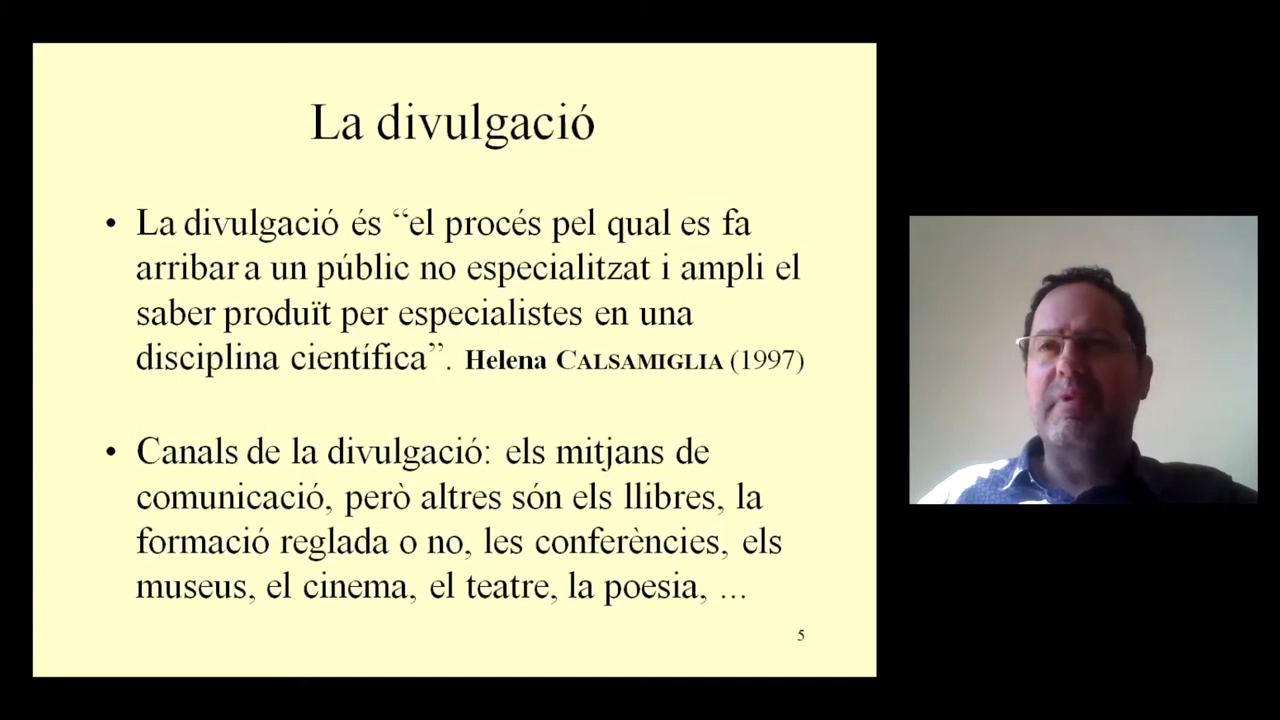 La divulgació
• La divulgació és “el procés pel qual es fa
arribar a un públic no especialitzat i ampli el
saber produït per especialistes en una
disciplina científica”. Helena CALSAMIGLIA (1997)
• Canals de la divulgació: els mitjans de
comunicació, però altres són els llibres, la
formació reglada o no, les conferències, els
museus, el cinema, el teatre, la poesia, ...
5